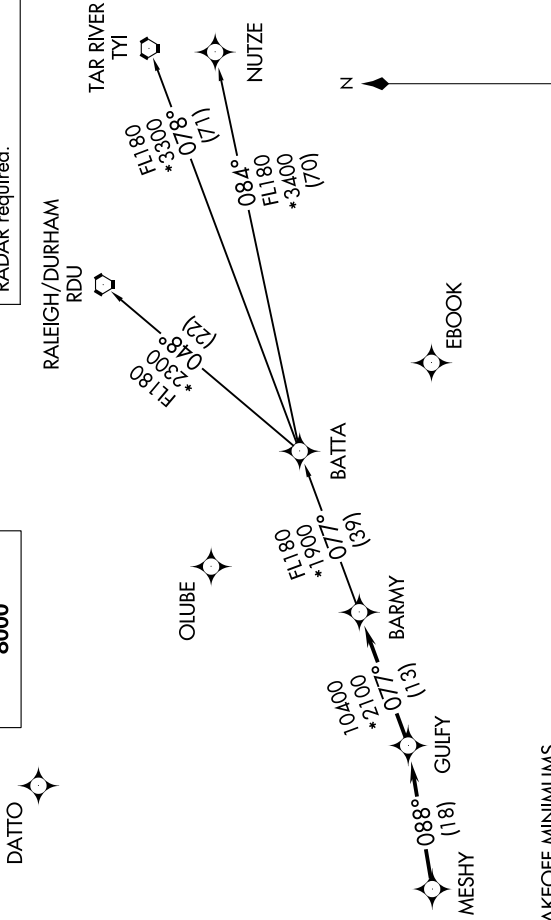 RADAR required.
8000
TAR RIVER
TYI
NUTZE
N
FL180
*3300
078°
(71)
084°
FL180
*3400
(70)
RALEIGH/DURHAM
RDU
FL180
*2300
048°
(22)
EBOOK
BATTA
OLUBE
FL180
*1900
077°
(39)
BARMY
10400
*2100
077°
(13)
GULFY
DATTO
088°
(18)
MESHY
AKEOFF MINIMUMS